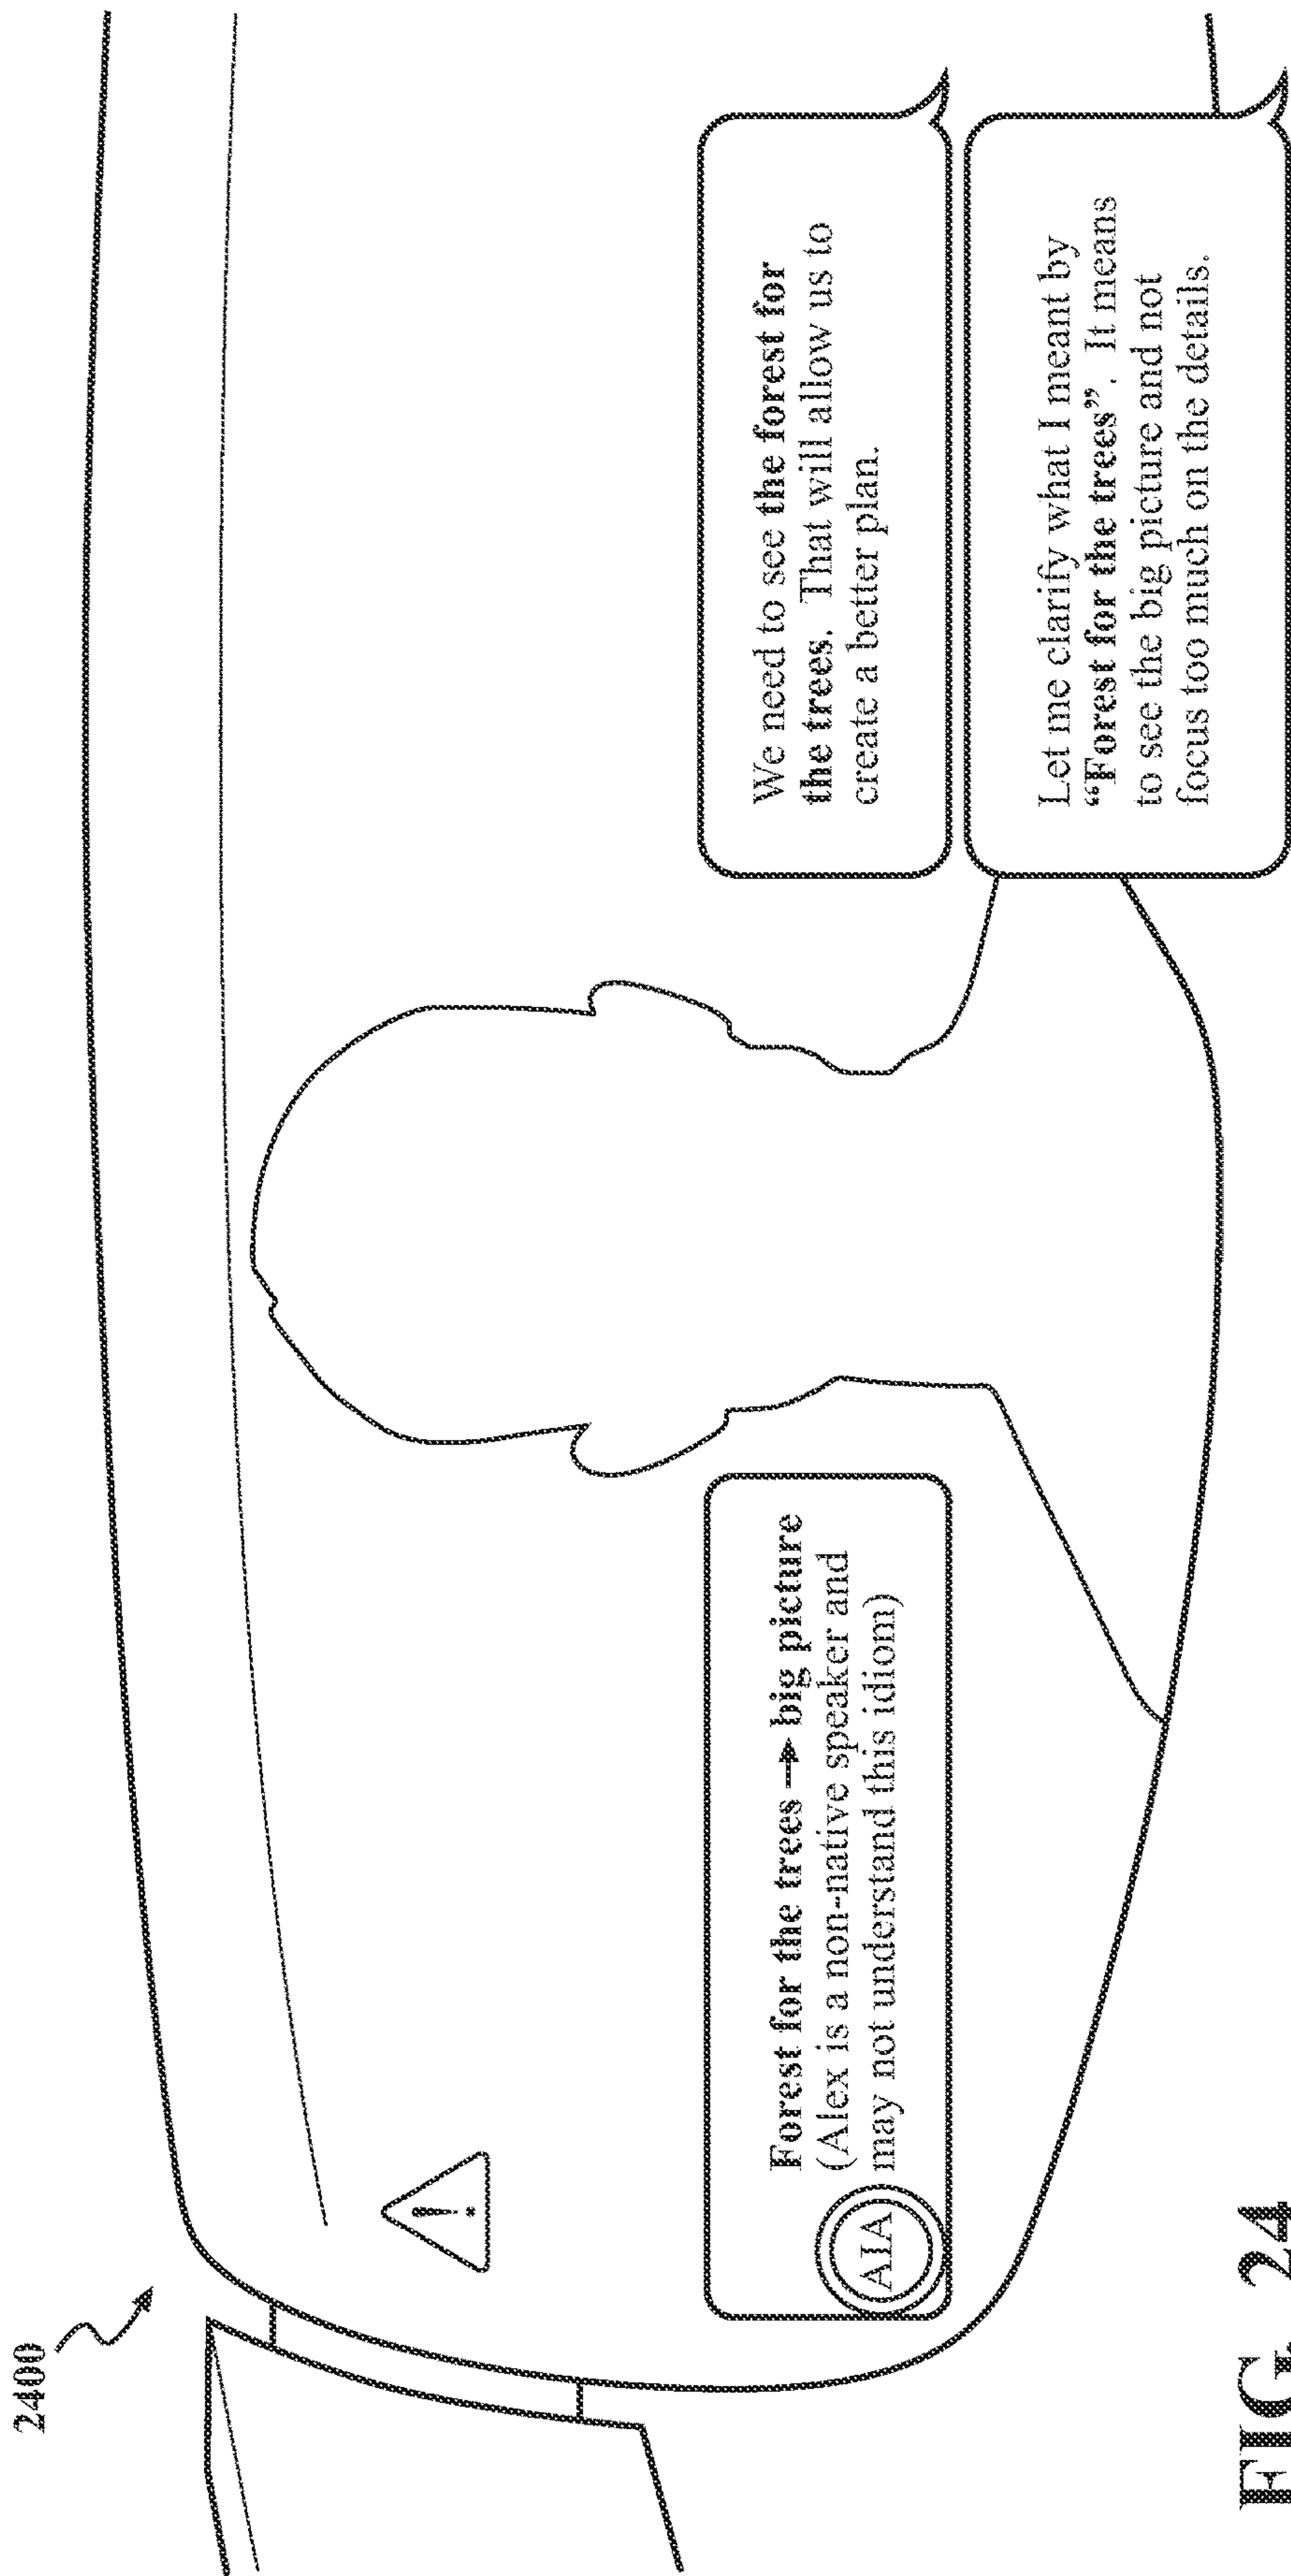 2400
!
Forest for the trees → big picture
(Alex is a non-native speaker and
may not understand this idiom)
AIA
We need to see the forest for
the trees. That will allow us to
create a better plan.
Let me clarify what I meant by
“Forest for the trees”. It means
to see the big picture and not
focus too much on the details.
FIG. 24